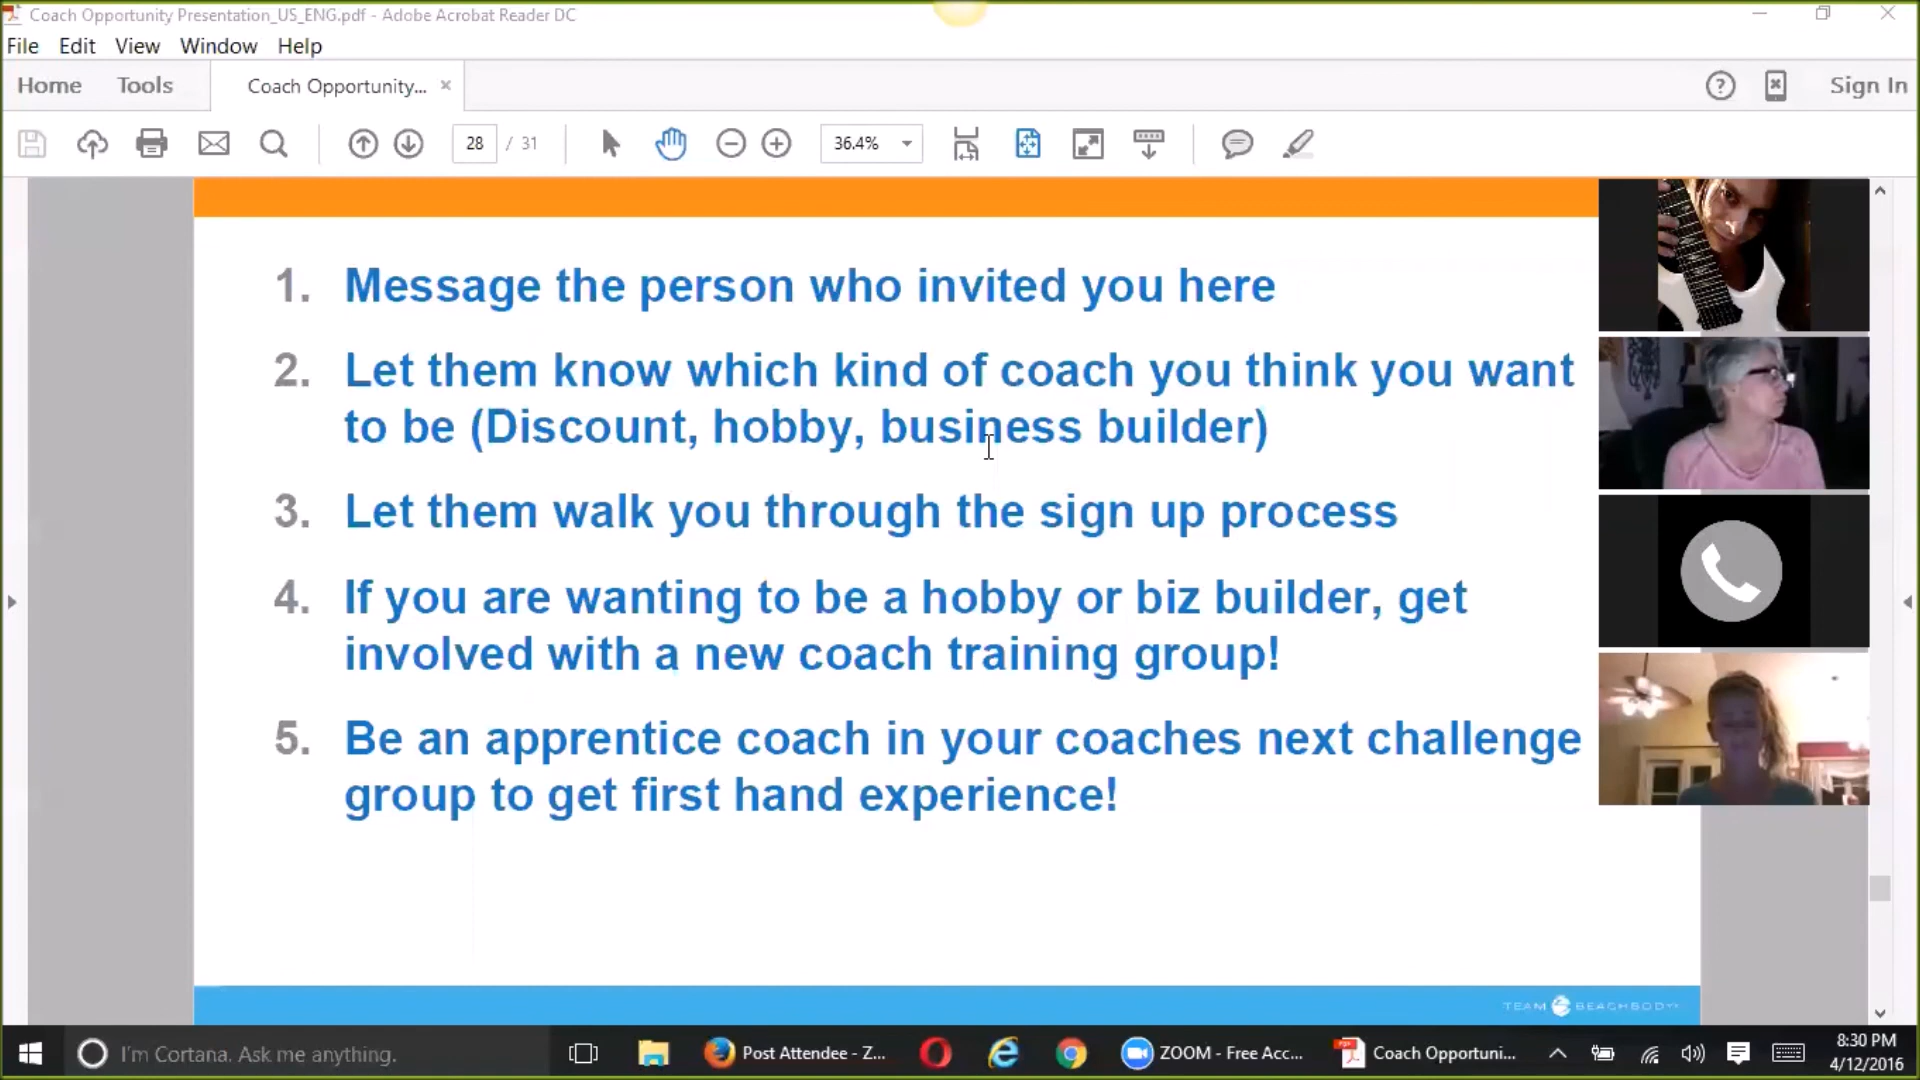 Coach Opportunity Presentation_US_ENG.pdf - Adobe Acrobat Reader DC
File Edit View Window Help
Home Tools Coach Opportunity... × Sign In
28 / 31 36.4%
1. Message the person who invited you here
2. Let them know which kind of coach you think you want
to be (Discount, hobby, business builder)
3. Let them walk you through the sign up process
4. If you are wanting to be a hobby or biz builder, get
involved with a new coach training group!
5. Be an apprentice coach in your coaches next challenge
group to get first hand experience!
TEAM BEACHBODY
I'm Cortana. Ask me anything. Post Attendee - Z... ZOOM - Free Acc... Coach Opportuni... 8:30 PM
4/12/2016